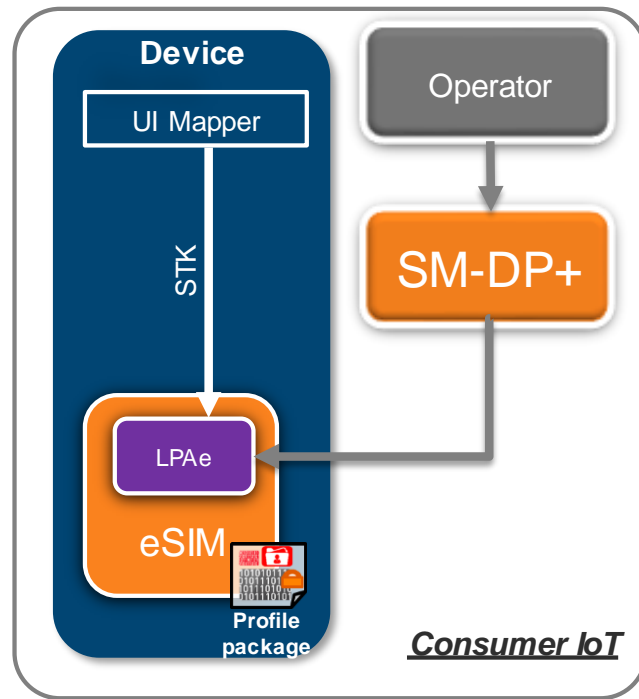 Device
UI Mapper
STK
LPAe
eSIM
Profile
package
Operator
SM-DP+
Consumer IoT